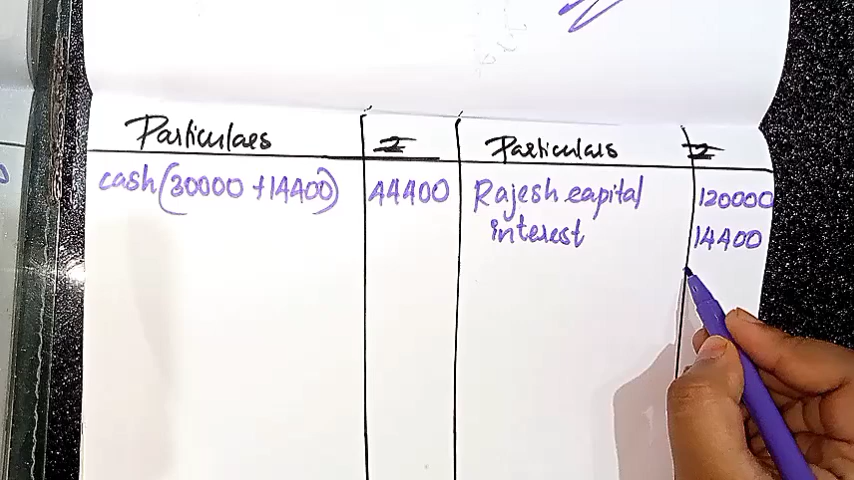 Particulars ₹ Particulars ₹
cash (30000 + 14400) 44400 Rajesh capital 120000
interest 14400